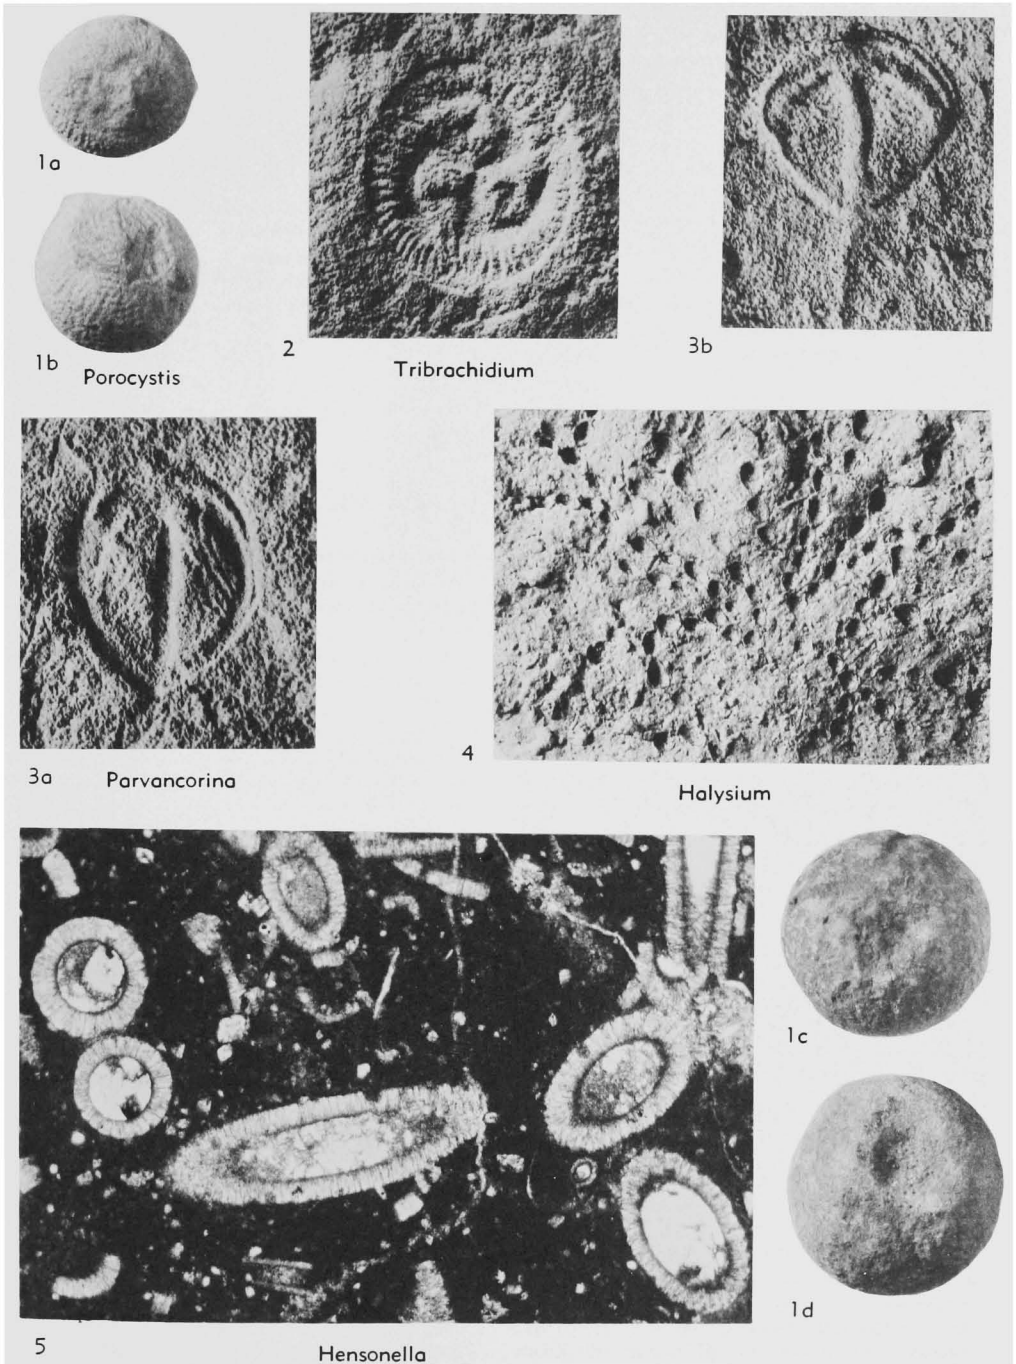 1a
1b
Porocystis
2
Tribrachidium
3b
3a
Parvancorina
4
Halysium
1c
1d
5
Hensonella